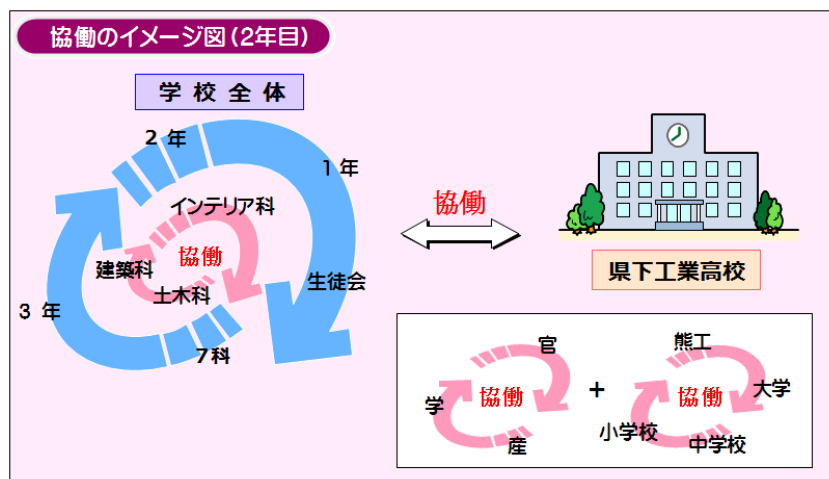 協働のイメージ図(2年目)
学校全体
2年
1年
インテリア科
協働
建築科
土木科
生徒会
3年
7科
協働
県下工業高校
官
協働
学
産
+
熊工
協働
大学
小学校
中学校